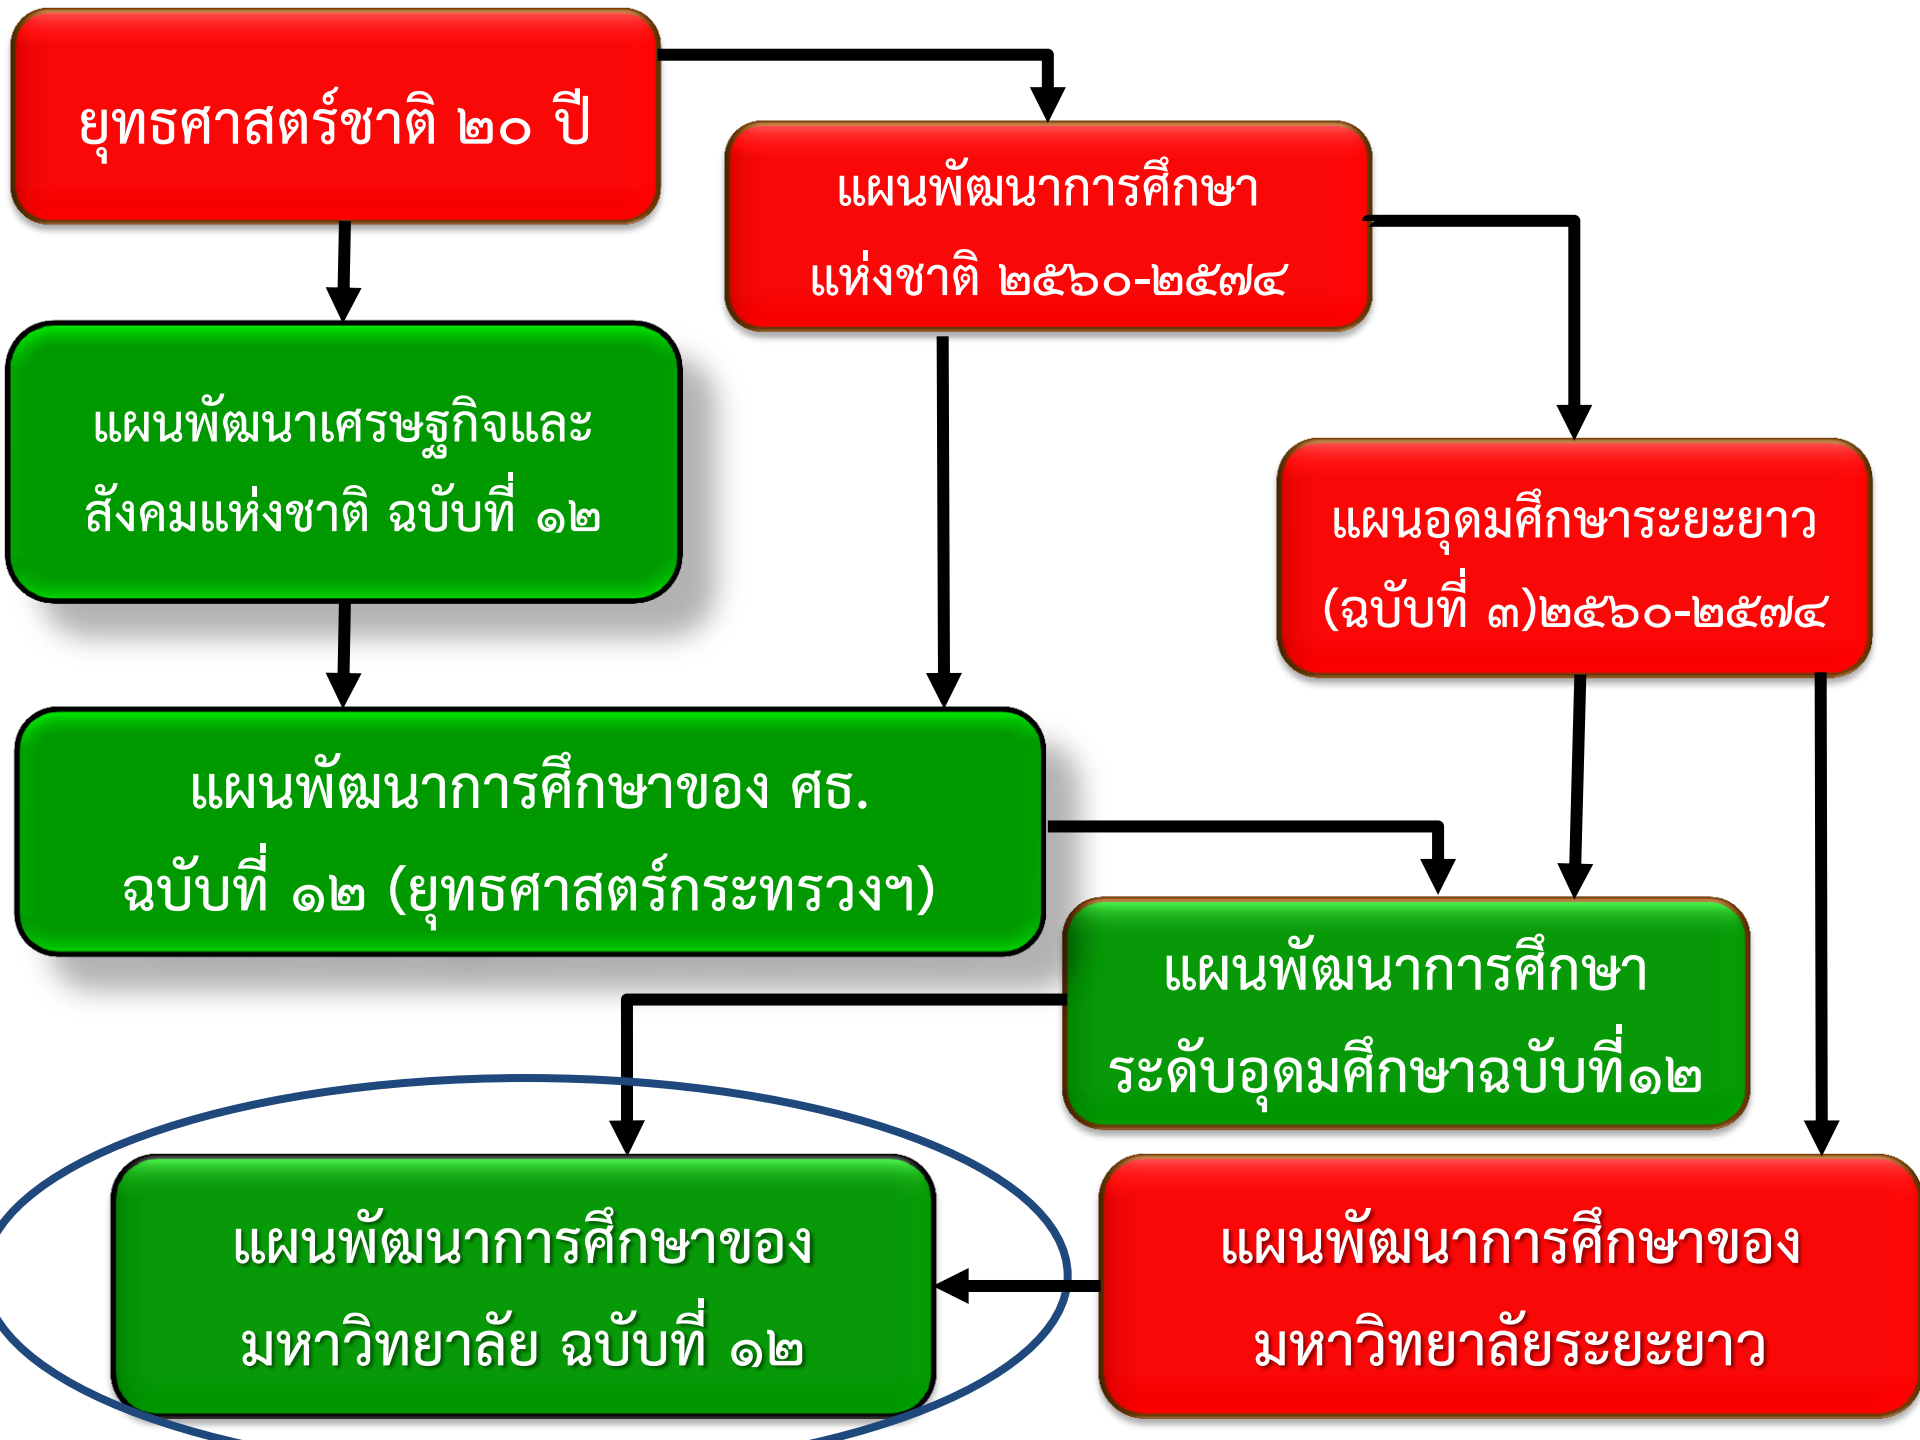 ยุทธศาสตร์ชาติ ๒๐ ปี
แผนพัฒนาการศึกษา
แห่งชาติ ๒๕๖๐-๒๕๗๔
แผนพัฒนาเศรษฐกิจและ
สังคมแห่งชาติ ฉบับที่ ๑๒
แผนอุดมศึกษาระยะยาว
(ฉบับที่ ๓)๒๕๖๐-๒๕๗๔
แผนพัฒนาการศึกษาของ ศธ.
ฉบับที่ ๑๒ (ยุทธศาสตร์กระทรวงฯ)
แผนพัฒนาการศึกษา
ระดับอุดมศึกษาฉบับที่๑๒
แผนพัฒนาการศึกษาของ
มหาวิทยาลัย ฉบับที่ ๑๒
แผนพัฒนาการศึกษาของ
มหาวิทยาลัยระยะยาว